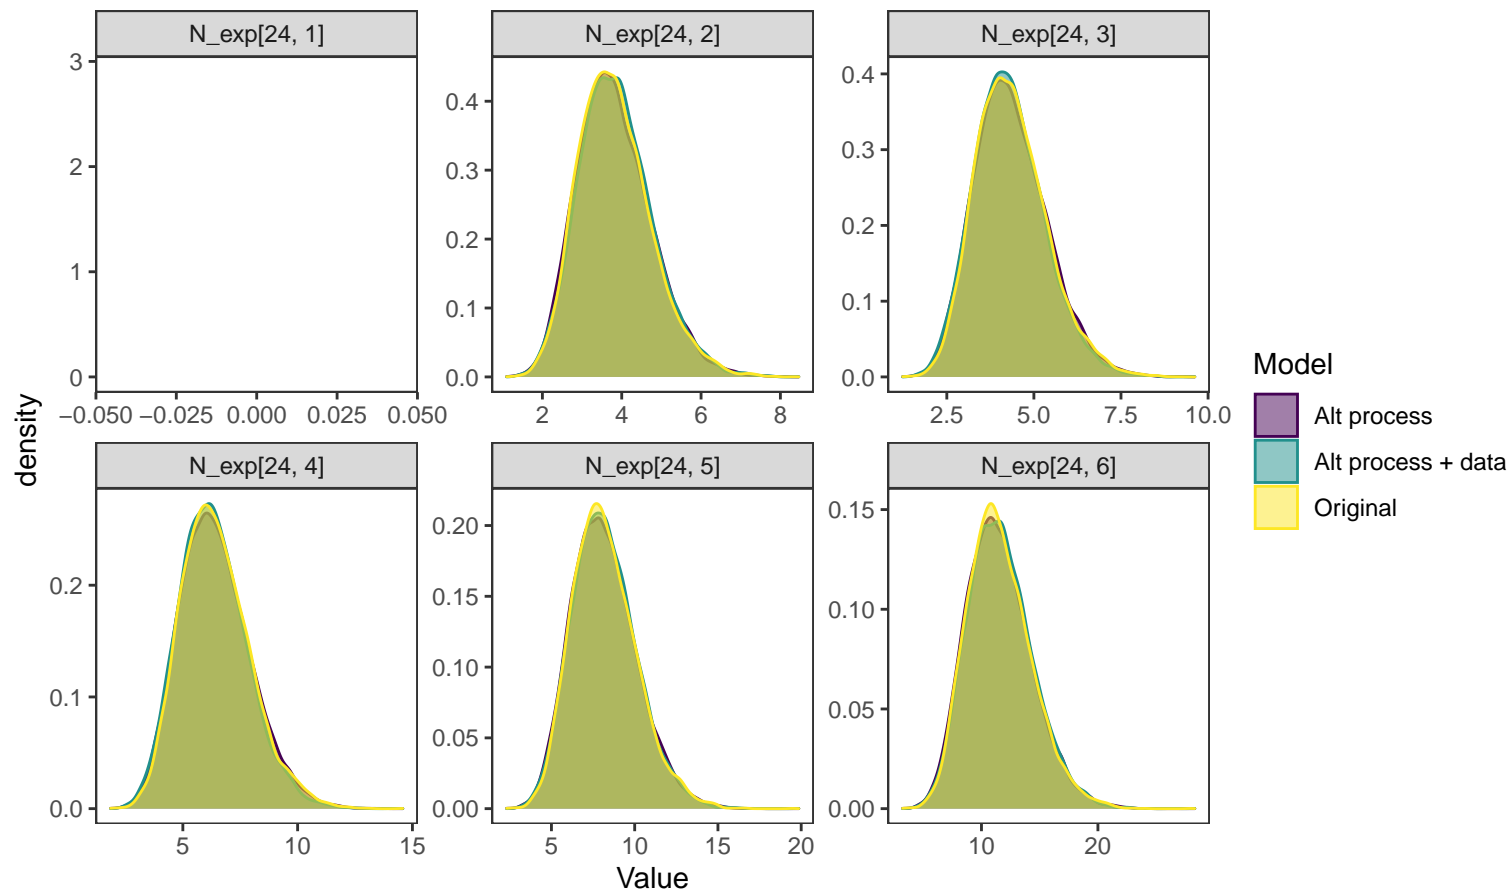 N_exp[24, 1]
N_exp[24, 2]
N_exp[24, 3]
3
2
1
0
0.4
0.3
0.2
0.1
0.0
0.4
0.3
0.2
0.1
0.0
−0.050 −0.025 0.000 0.025 0.050
2 4 6 8
2.5 5.0 7.5 10.0
density
N_exp[24, 4]
N_exp[24, 5]
N_exp[24, 6]
0.2
0.1
0.0
0.20
0.15
0.10
0.05
0.00
0.15
0.10
0.05
0.00
5 10 15
5 10 15 20
10 20
Value
Model
Alt process
Alt process + data
Original